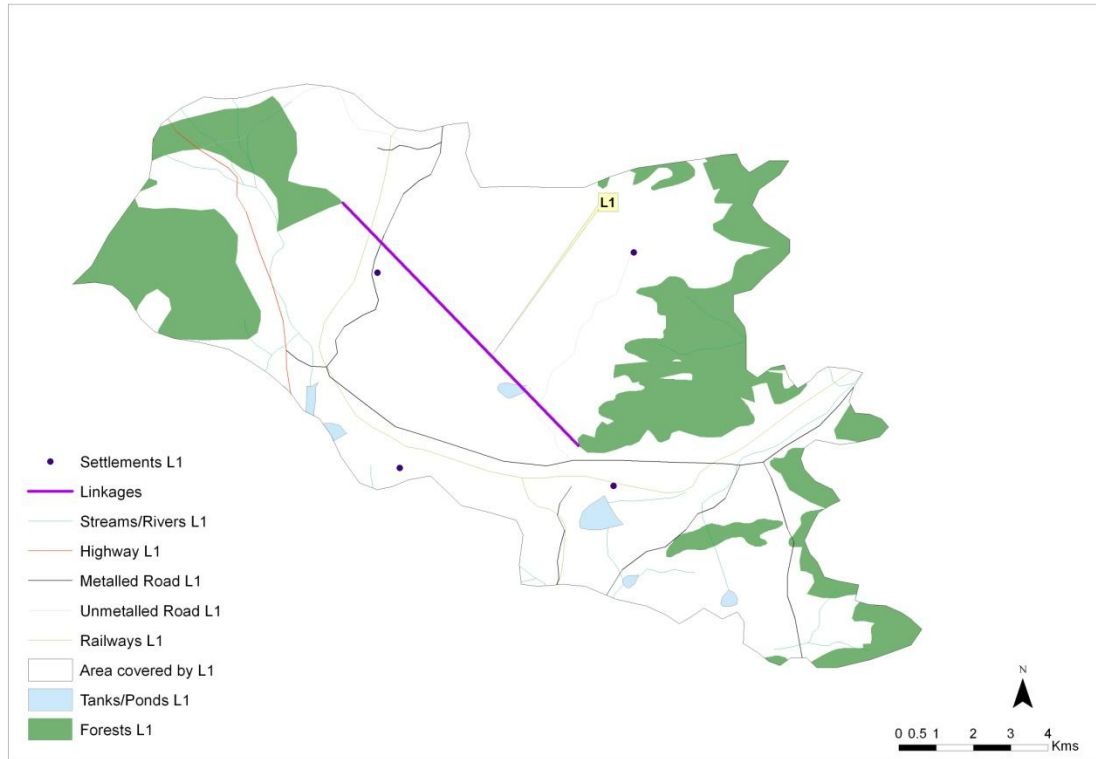 L1
Settlements L1
Linkages
Streams/Rivers L1
Highway L1
Metalled Road L1
Unmetalled Road L1
Railways L1
Area covered by L1
Tanks/Ponds L1
Forests L1
N
0 0.5 1 2 3 4
Kms